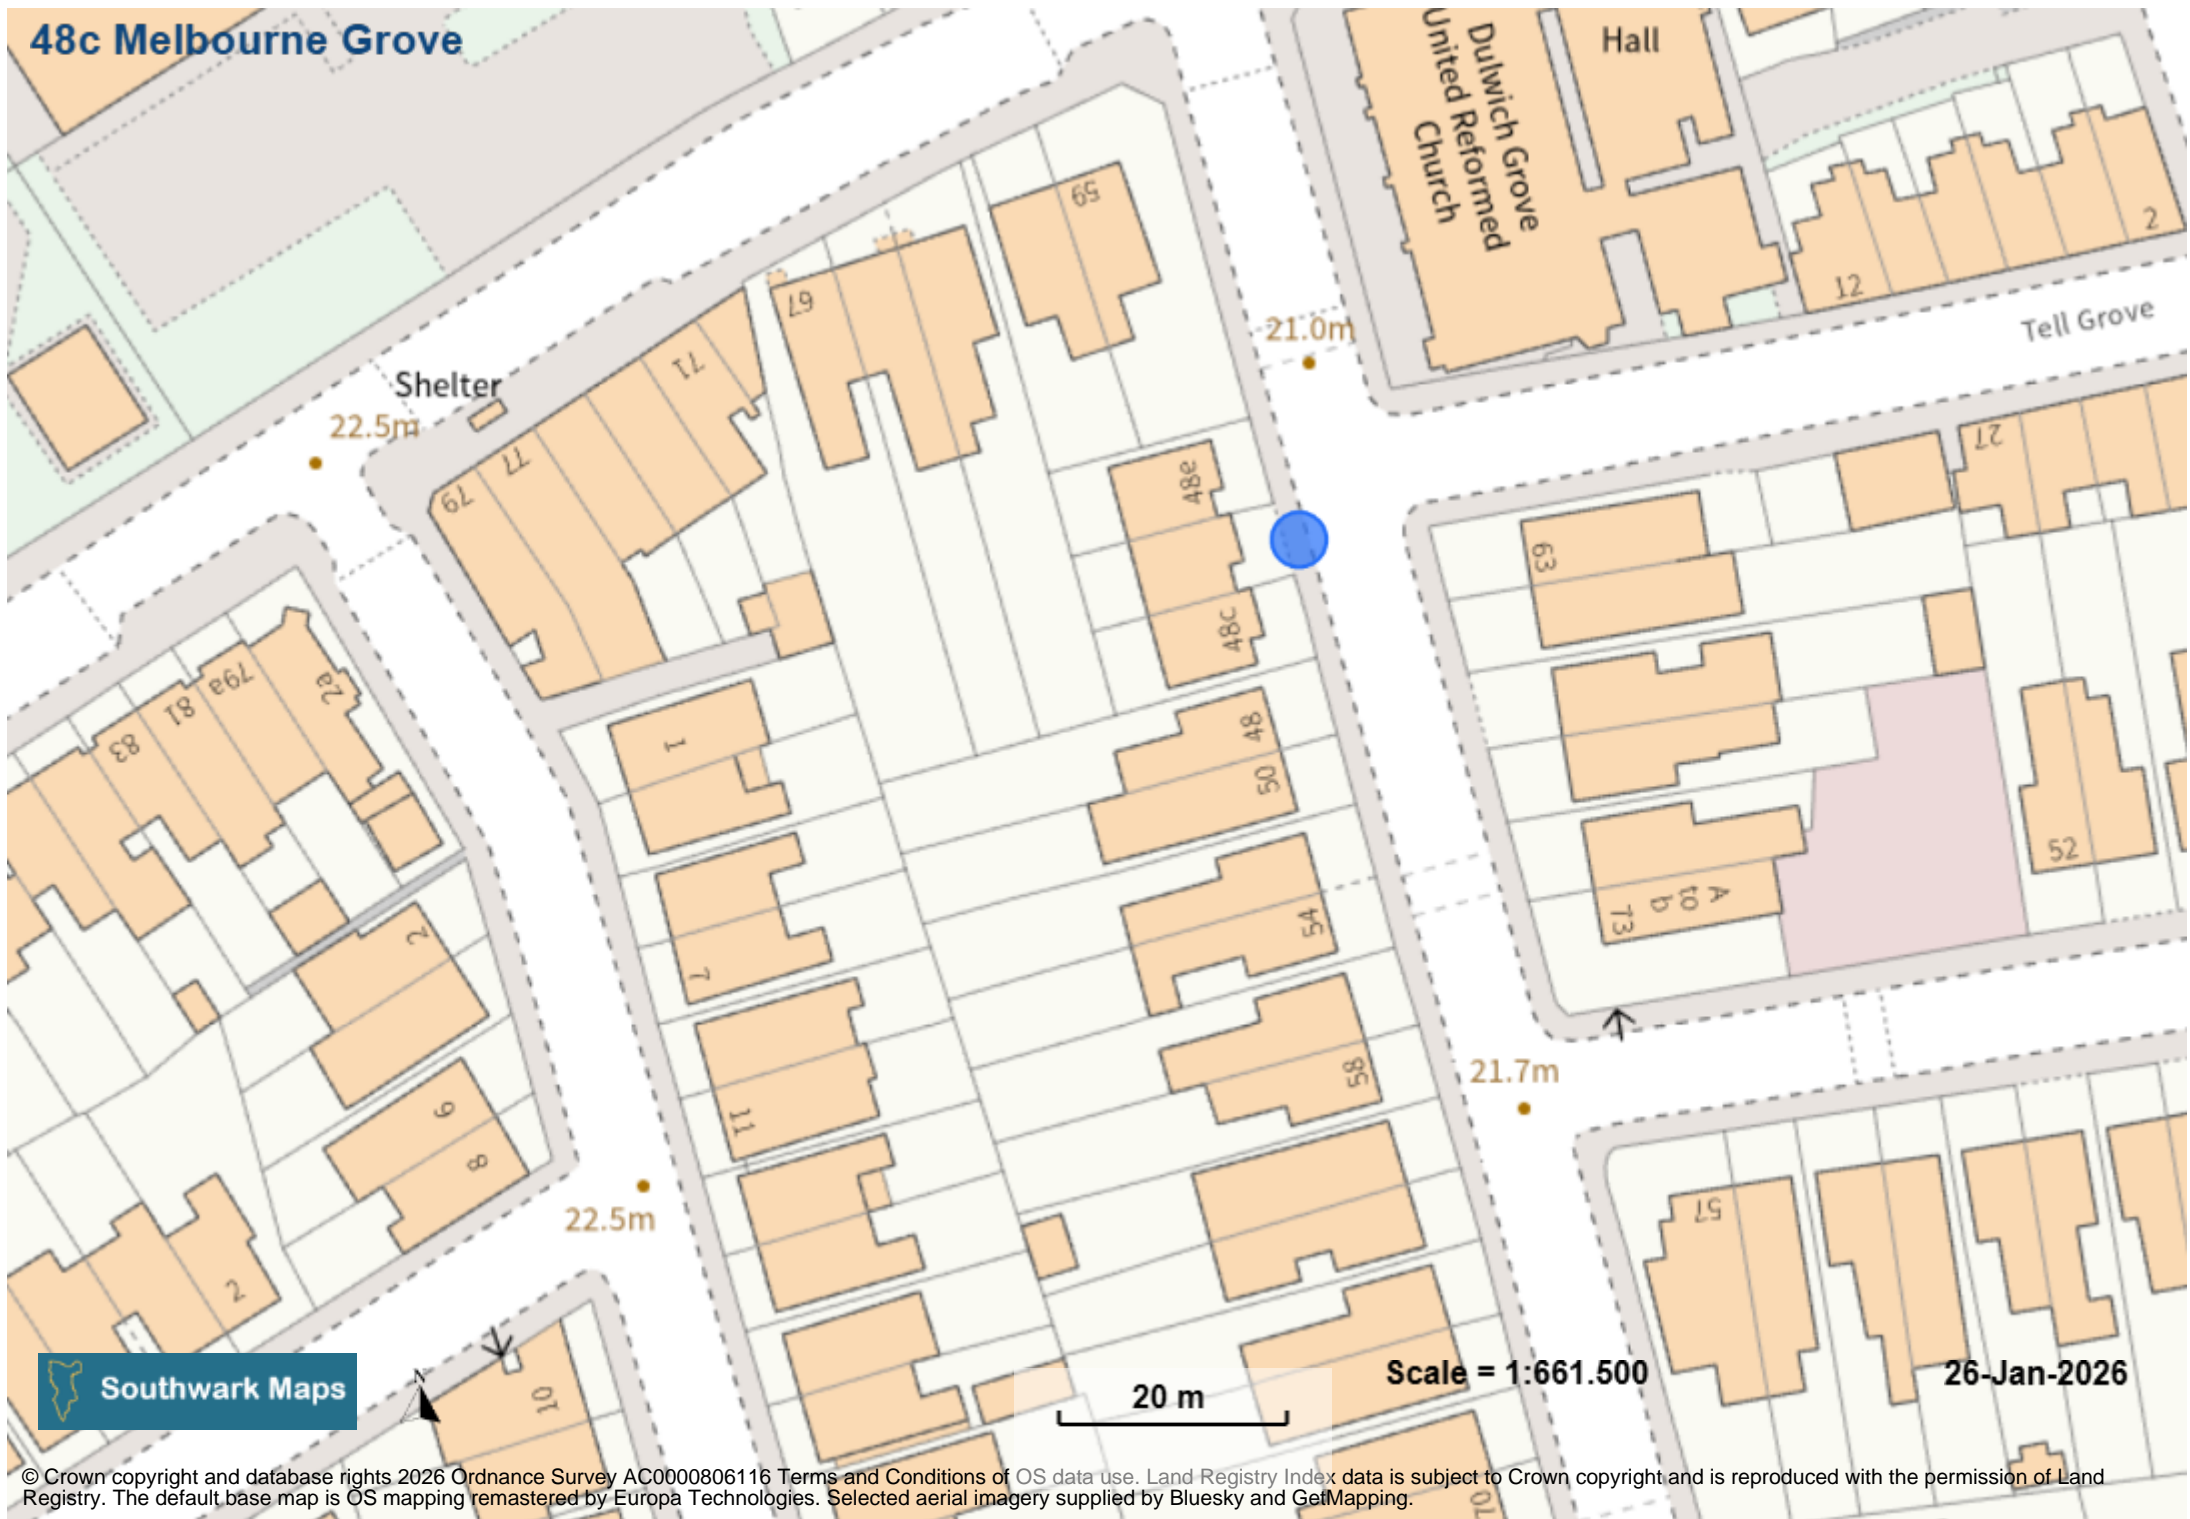 48c Melbourne Grove
Hall
Dulwich Grove
United Reformed
Church
59
2
12
67
Tell Grove
21.0m
71
Shelter
22.5m
77
79
27
48e
63
48c
2a
79a
81
83
1
48
50
52
A
to
b
73
54
2
7
58
21.7m
6
11
8
22.5m
57
2
10
N
Southwark Maps
20 m
Scale = 1:661.500
26-Jan-2026
70
© Crown copyright and database rights 2026 Ordnance Survey AC0000806116 Terms and Conditions of OS data use. Land Registry Index data is subject to Crown copyright and is reproduced with the permission of Land
Registry. The default base map is OS mapping remastered by Europa Technologies. Selected aerial imagery supplied by Bluesky and GetMapping.